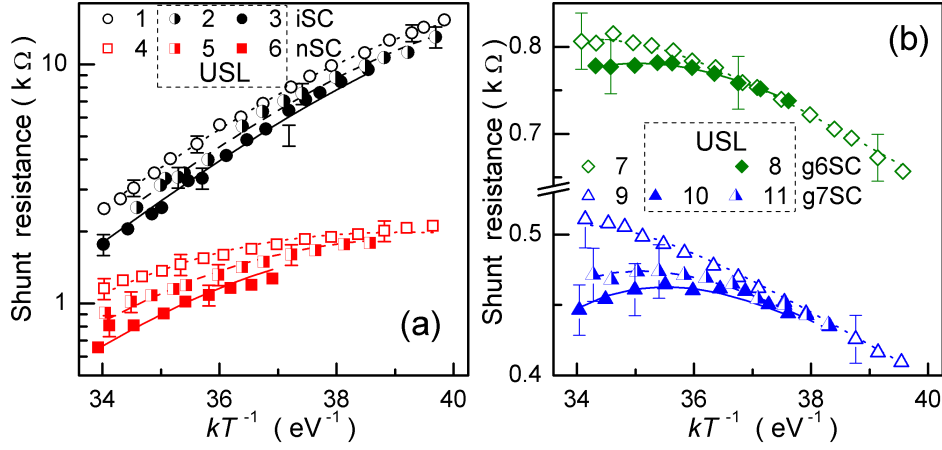 Shunt resistance ( k Ω )
10
1
1 2 3 iSC
4 5 6 nSC
USL
(a)
34 36 38 40
kT -1 ( eV-1 )
Shunt resistance ( k Ω )
0.8
0.7
0.5
0.4
(b)
USL
7 8 g6SC
9 10 11 g7SC
34 36 38 40
kT -1 ( eV-1 )